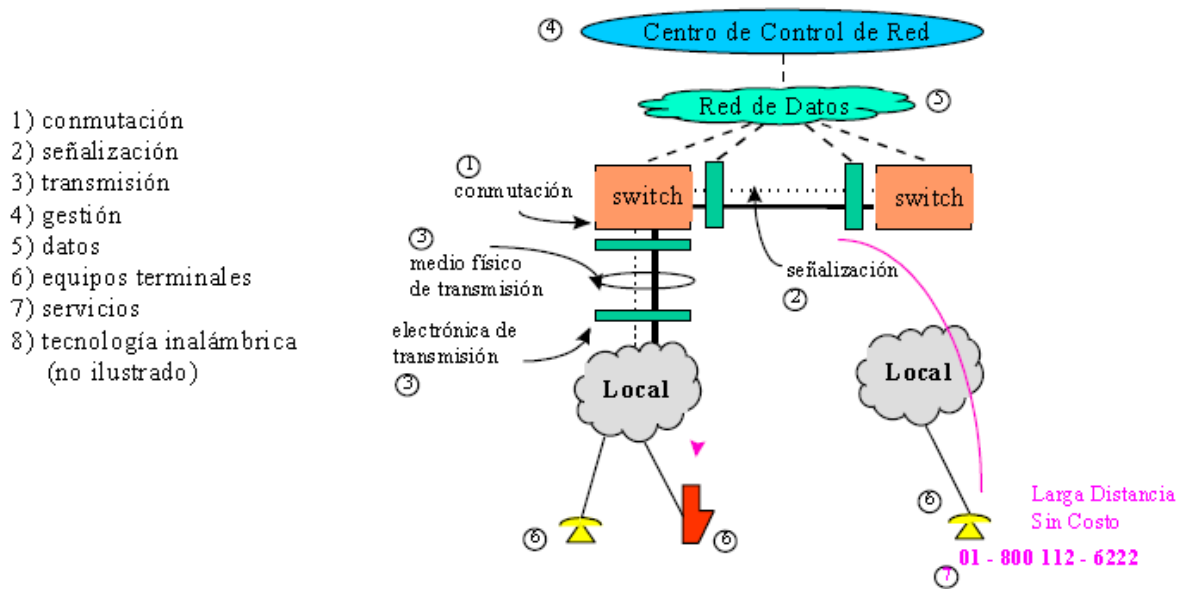 ④ Centro de Control de Red
Red de Datos ⑤
1) conmutación
2) señalización
3) transmisión
4) gestión
5) datos
6) equipos terminales
7) servicios
8) tecnología inalámbrica
(no ilustrado)
①
conmutación
switch
switch
③
medio físico
de transmisión
señalización
②
electrónica de
transmisión
③
Local
Local
⑥
⑥
⑥
Larga Distancia
Sin Costo
01 - 800 112 - 6222
⑦